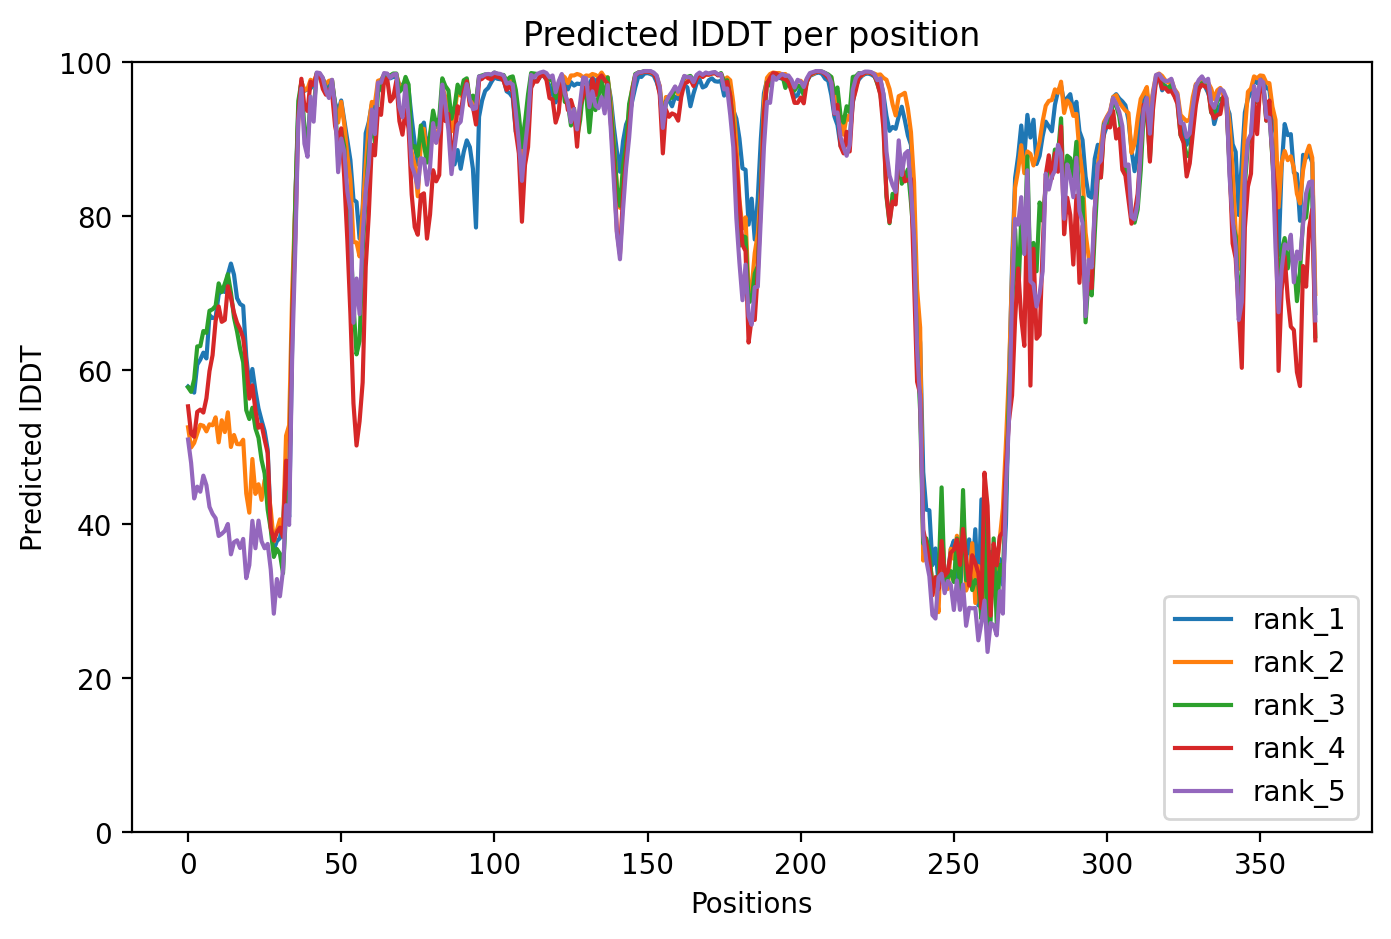 Predicted lDDT per position
Predicted lDDT
100
80
60
40
20
0
0 50 100 150 200 250 300 350
Positions
rank_1
rank_2
rank_3
rank_4
rank_5